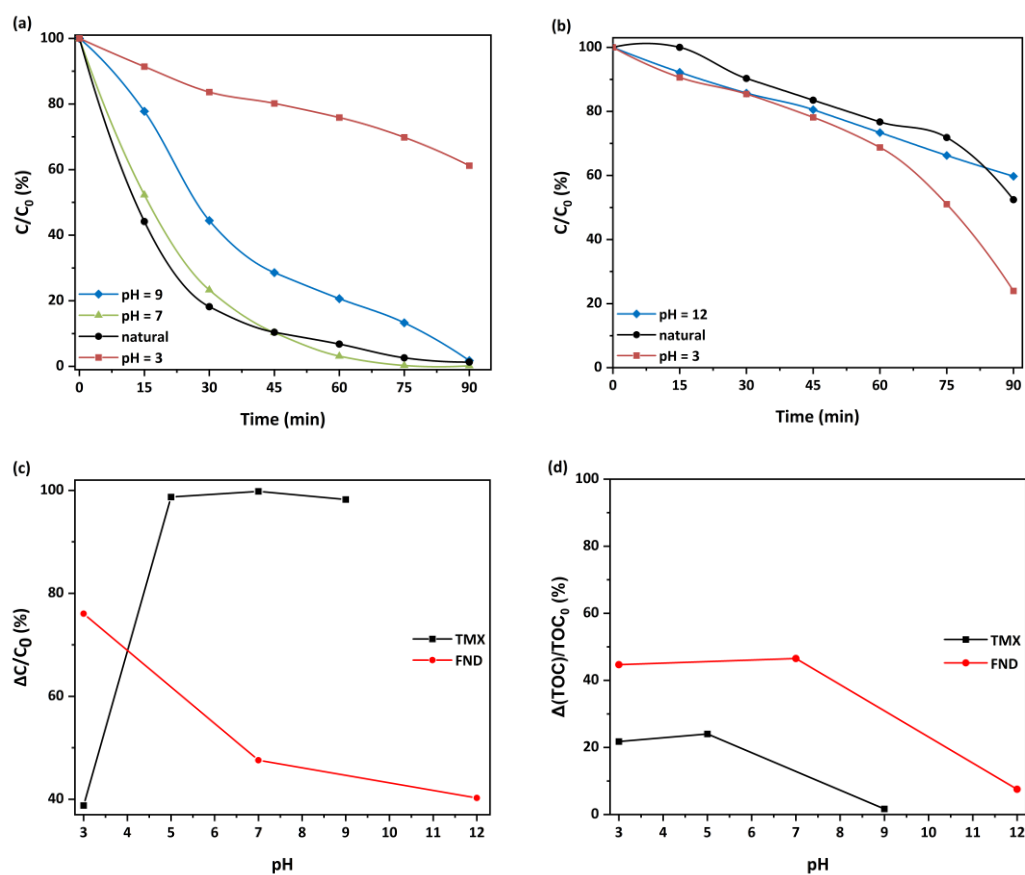 (a)
100
80
60
40
20
0
C/C₀ (%)
pH = 9
pH = 7
natural
pH = 3
0 15 30 45 60 75 90
Time (min)
(b)
100
80
60
40
20
0
C/C₀ (%)
pH = 12
natural
pH = 3
0 15 30 45 60 75 90
Time (min)
(c)
100
80
60
40
ΔC/C₀ (%)
TMX
FND
3 4 5 6 7 8 9 10 11 12
pH
(d)
100
80
60
40
20
0
Δ(TOC)/TOC₀ (%)
TMX
FND
3 4 5 6 7 8 9 10 11 12
pH